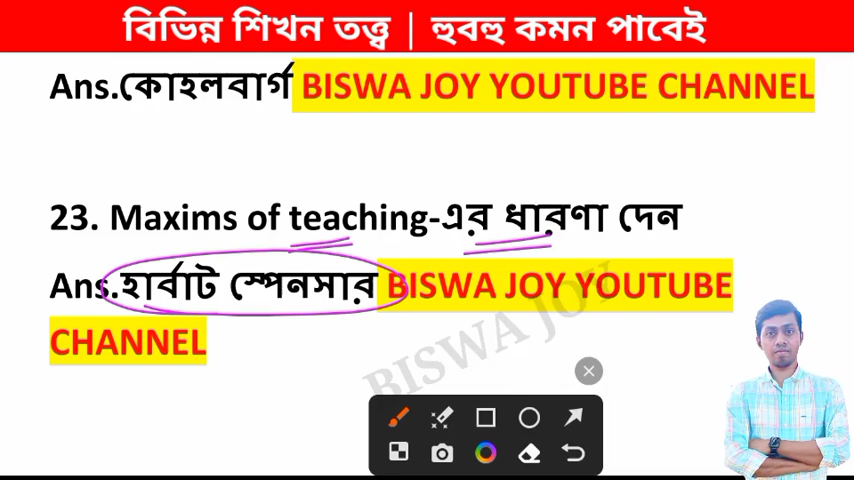 বিভিন্ন শিখন তত্ত্ব | হুবহু কমন পাবেই
Ans.কোহলবার্গ BISWA JOY YOUTUBE CHANNEL
23. Maxims of teaching-এর ধারণা দেন
Ans.হার্বাট স্পেনসার BISWA JOY YOUTUBE
CHANNEL
BISWA JOY